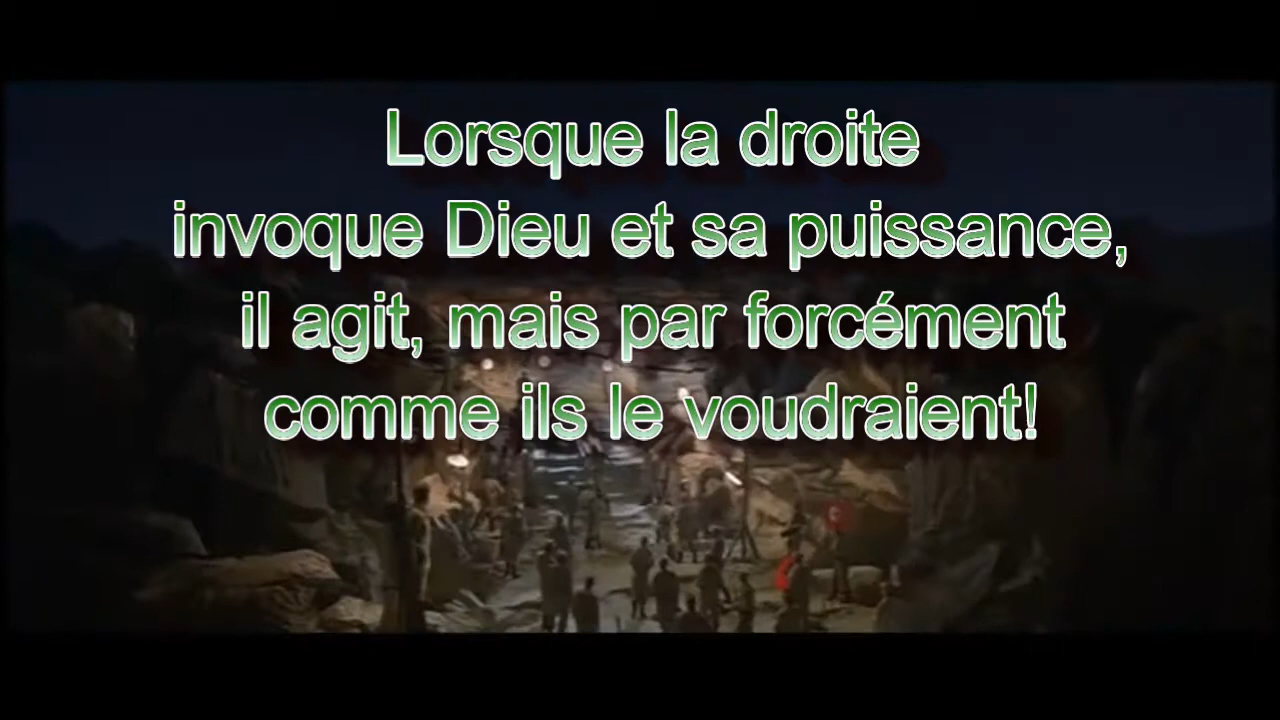 Lorsque la droite
invoque Dieu et sa puissance,
il agit, mais par forcément
comme ils le voudraient!